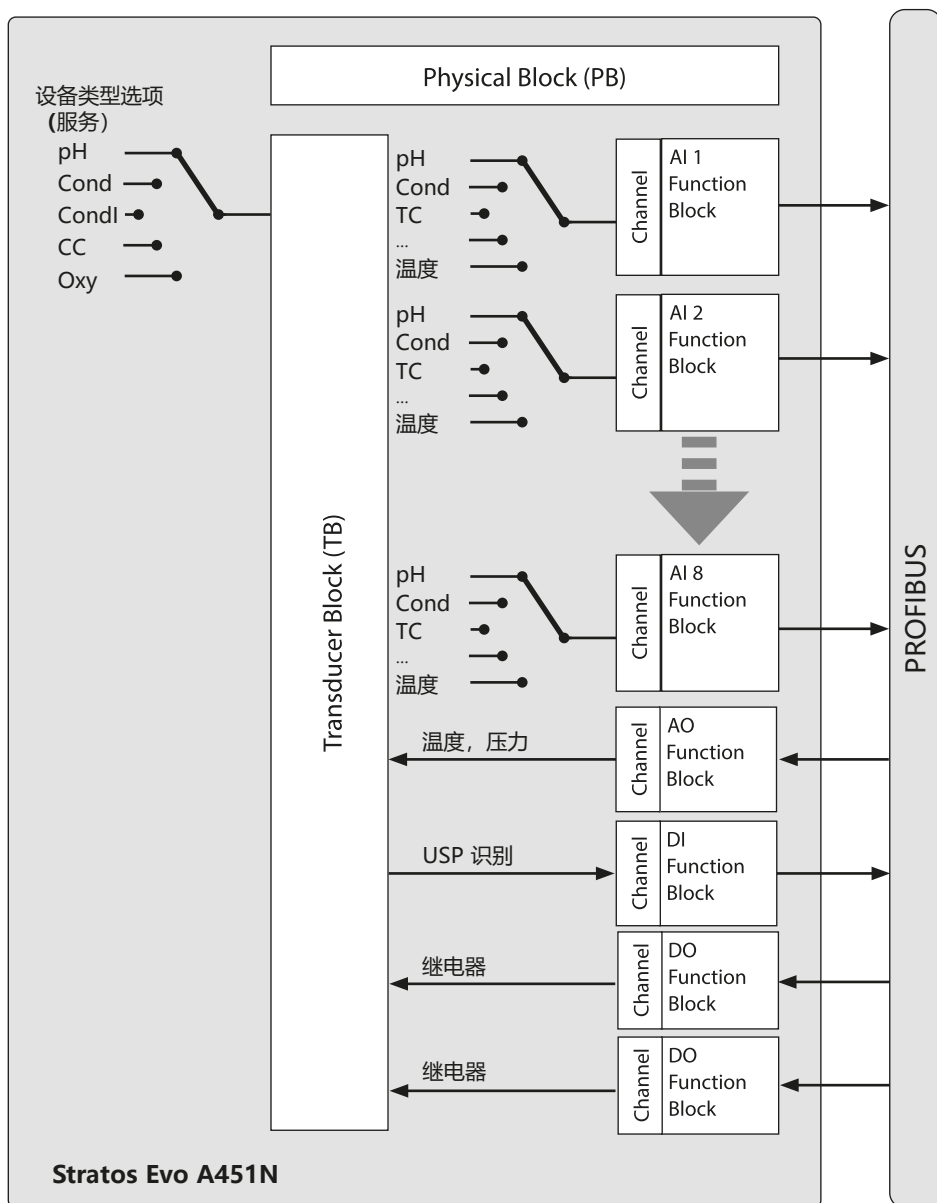 Physical Block (PB)
设备类型选项
(服务）
pH
Cond
CondI
CC
Oxy
Transducer Block (TB)
pH
Cond
TC
...
温度
Channel
AI 1
Function
Block
pH
Cond
TC
...
温度
Channel
AI 2
Function
Block
pH
Cond
TC
...
温度
Channel
AI 8
Function
Block
温度，压力
Channel
AO
Function
Block
USP 识别
Channel
DI
Function
Block
继电器
Channel
DO
Function
Block
继电器
Channel
DO
Function
Block
PROFIBUS
Stratos Evo A451N